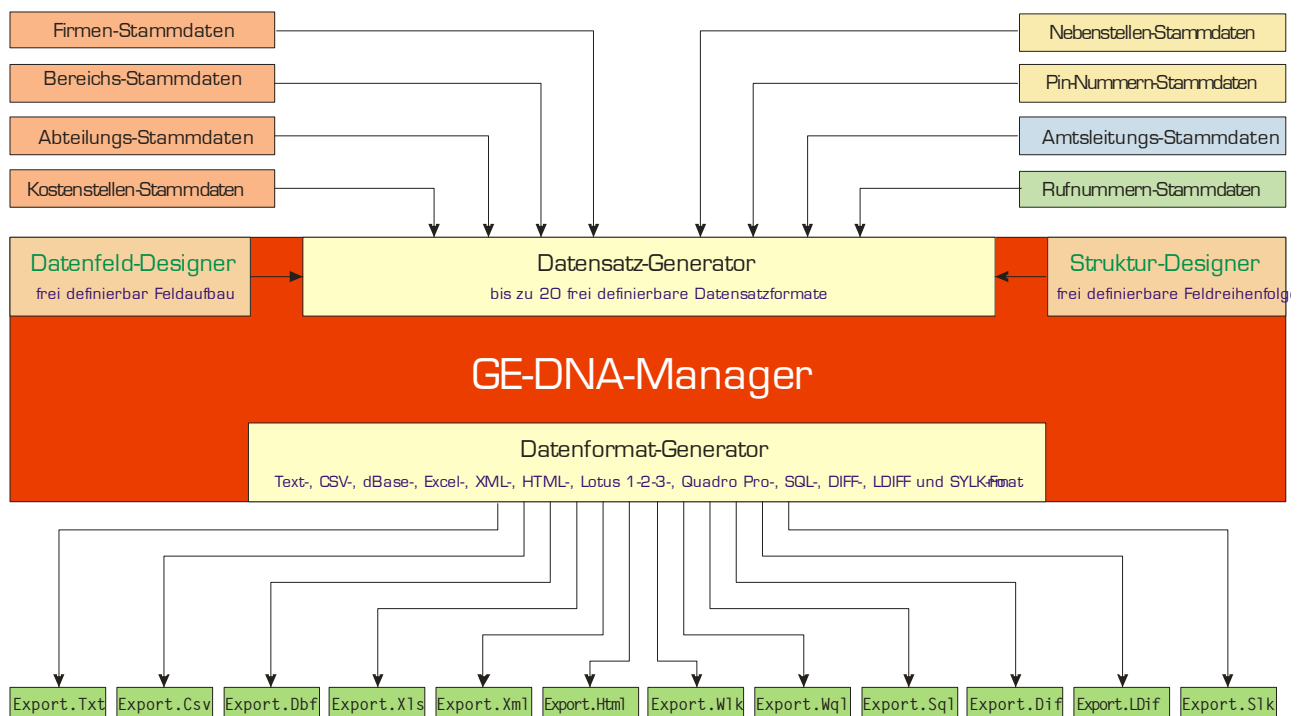 Firmen-Stammdaten
Nebenstellen-Stammdaten
Bereichs-Stammdaten
Pin-Nummern-Stammdaten
Abteilungs-Stammdaten
Amtsleitungs-Stammdaten
Kostenstellen-Stammdaten
Rufnummern-Stammdaten
Datenfeld-Designer
frei definierbar Feldaufbau
Datensatz-Generator
bis zu 20 frei definierbare Datensatzformate
Struktur-Designer
frei definierbare Feldreihenfolge
GE-DNA-Manager
Datenformat-Generator
Text-, CSV-, dBase-, Excel-, XML-, HTML-, Lotus 1-2-3-, Quadro Pro-, SQL-, DIFF-, LDIFF und
Export.Txt
Export.Csv
Export.Dbf
Export.Xls
Export.Xml
Export.Html
Export.Wlk
Export.Wql
Export.Sql
Export.Dif
Export.LDif
Export.Slk